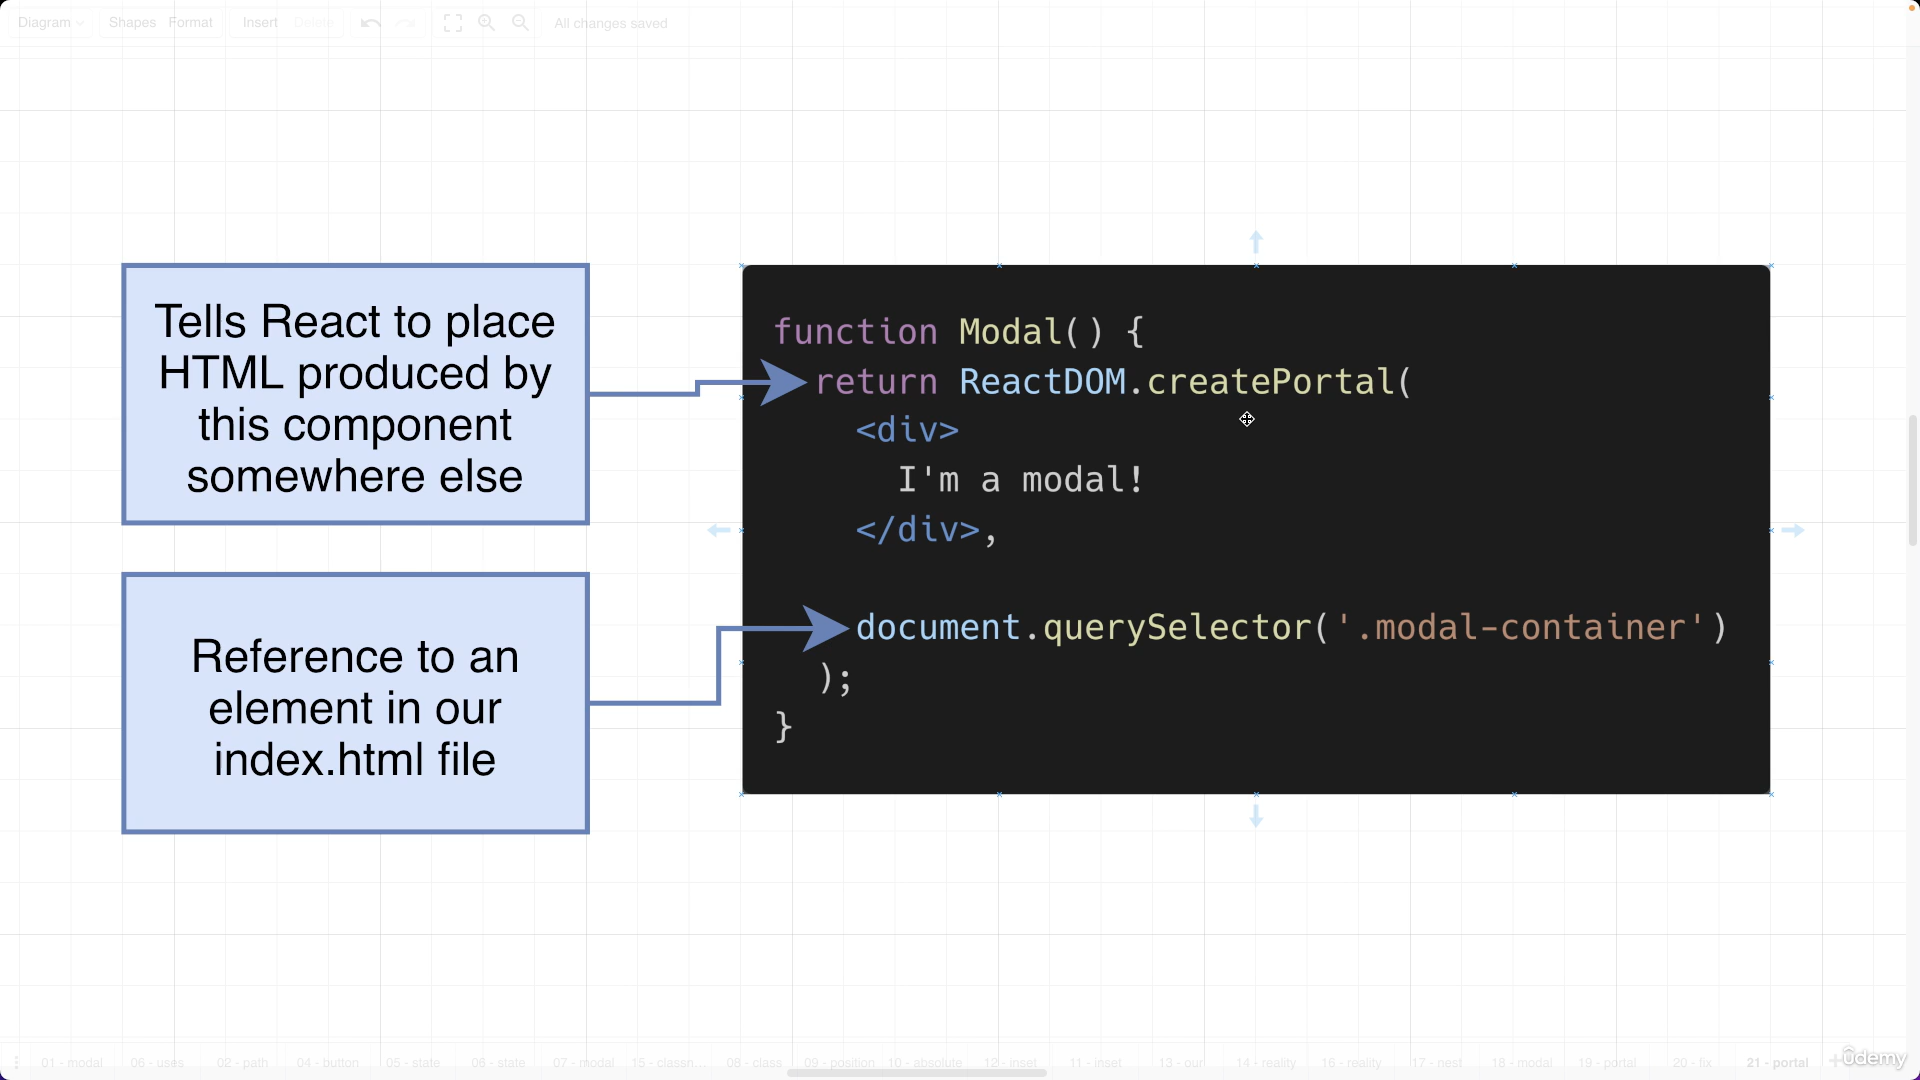 Diagram
Shapes
Format
Insert
Delete
All changes saved
Tells React to place
HTML produced by
this component
somewhere else
Reference to an
element in our
index.html file
function Modal() {
return ReactDOM.createPortal(
<div>
I'm a modal!
</div>,
document.querySelector('.modal-container')
);
}
01 - modal
06 - uses
02 - path
04 - button
05 - state
06 - state
07 - modal
15 - classn...
08 - class
09 - position
10 - absolute
12 - inset
11 - inset
13 - our
14 - reality
16 - reality
17 - nest
18 - modal
19 - portal
20 - fix
21 - portal
ûdemy